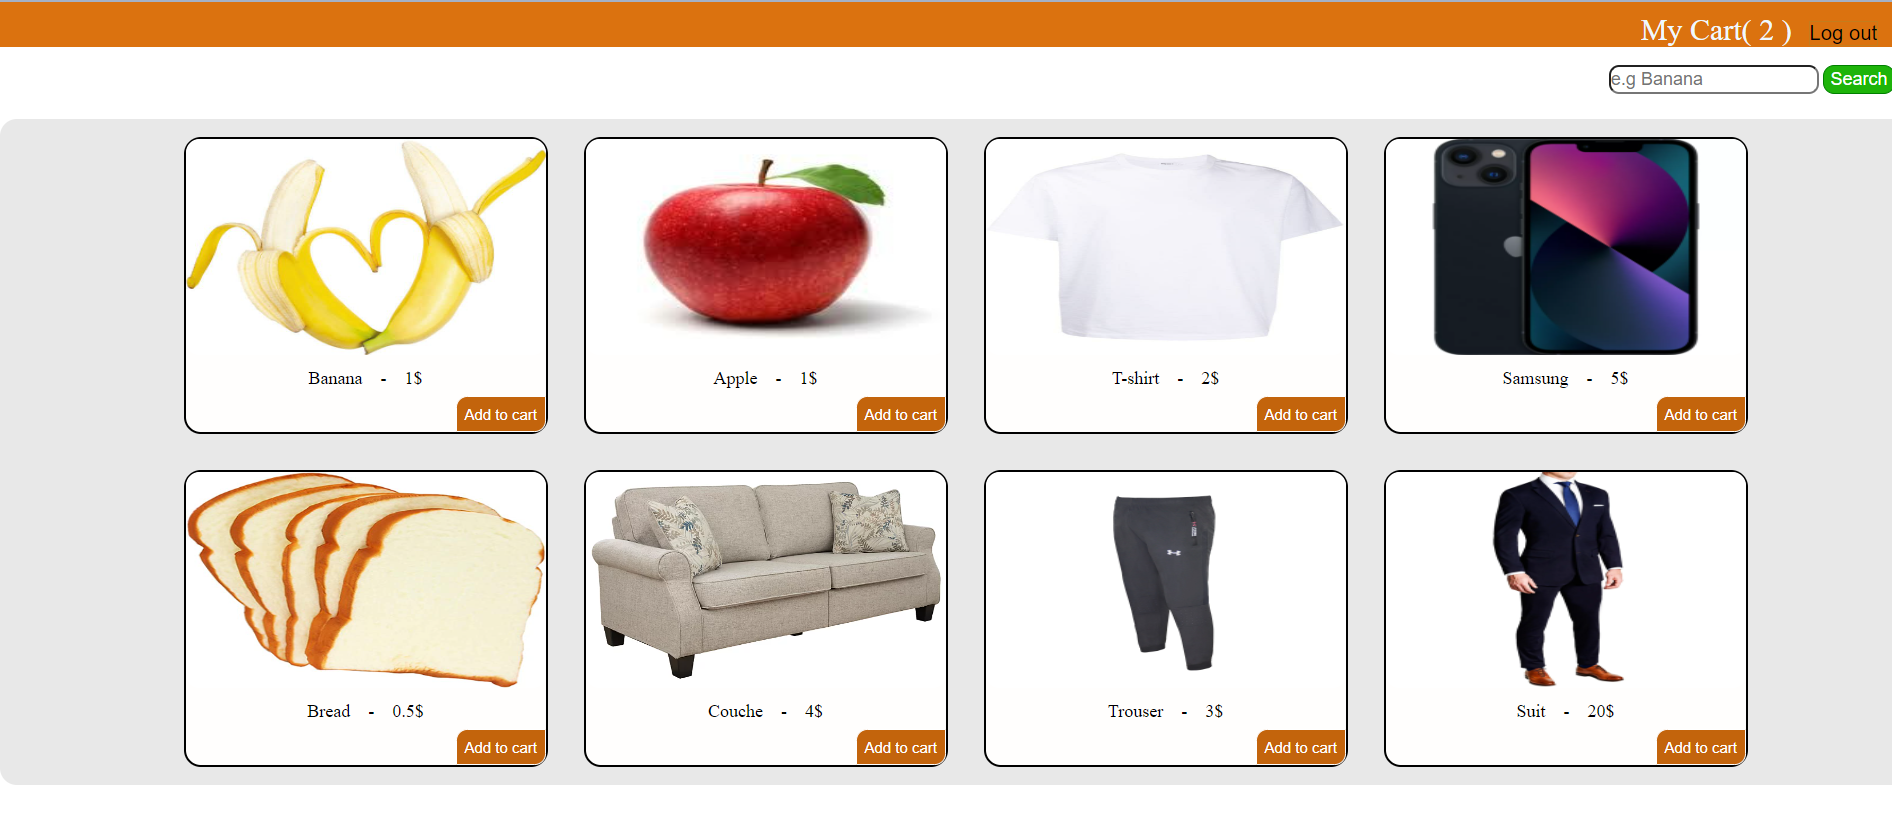 My Cart( 2 ) Log out
e.g Banana Search
Banana - 1$
Add to cart
Apple - 1$
Add to cart
T-shirt - 2$
Add to cart
Samsung - 5$
Add to cart
Bread - 0.5$
Add to cart
Couche - 4$
Add to cart
Trouser - 3$
Add to cart
Suit - 20$
Add to cart